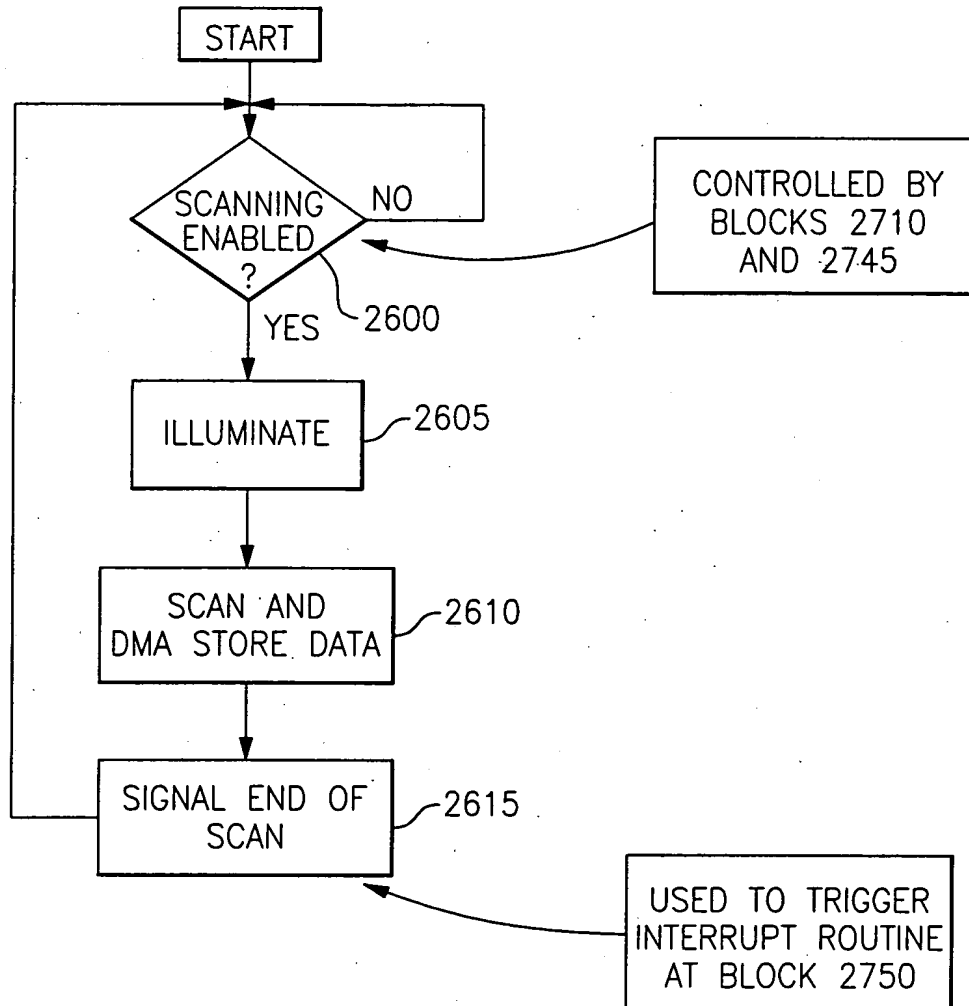 START
SCANNING
ENABLED
?
NO
2600
YES
CONTROLLED BY
BLOCKS 2710
AND 2745
ILLUMINATE
2605
SCAN AND
DMA STORE DATA
2610
SIGNAL END OF
SCAN
2615
USED TO TRIGGER
INTERRUPT ROUTINE
AT BLOCK 2750